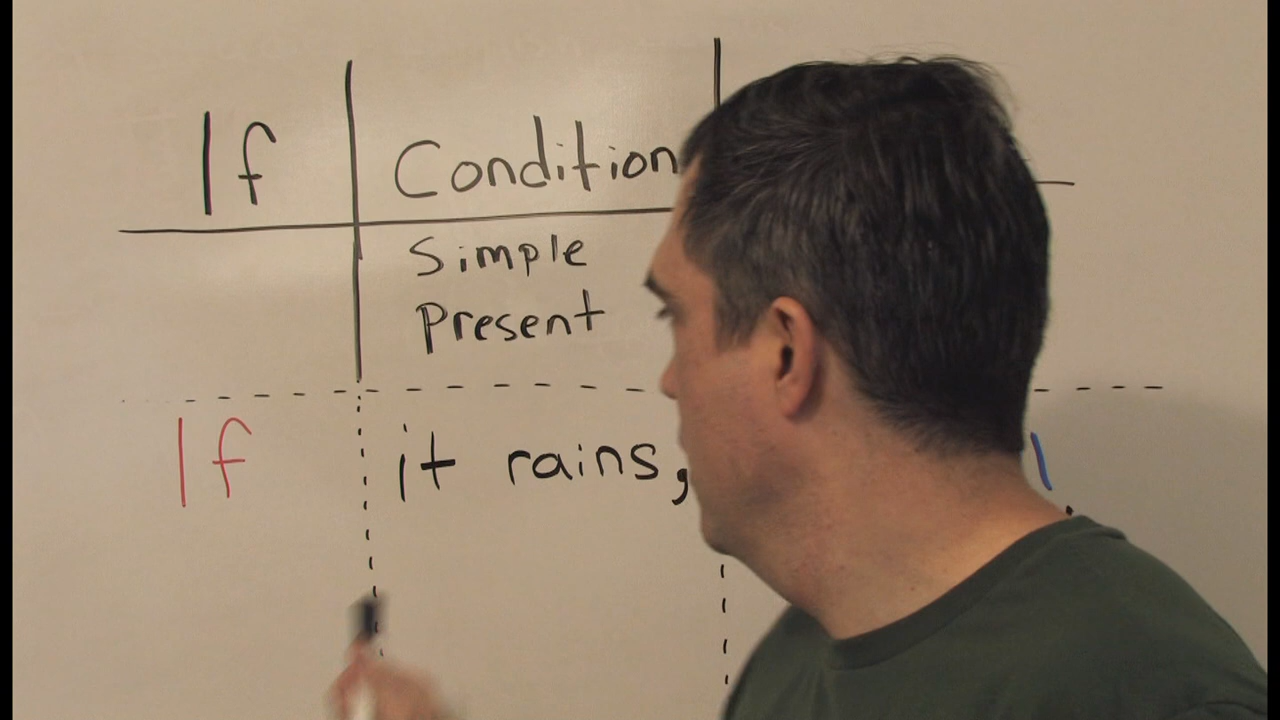 If Condition
Simple
Present
If it rains,